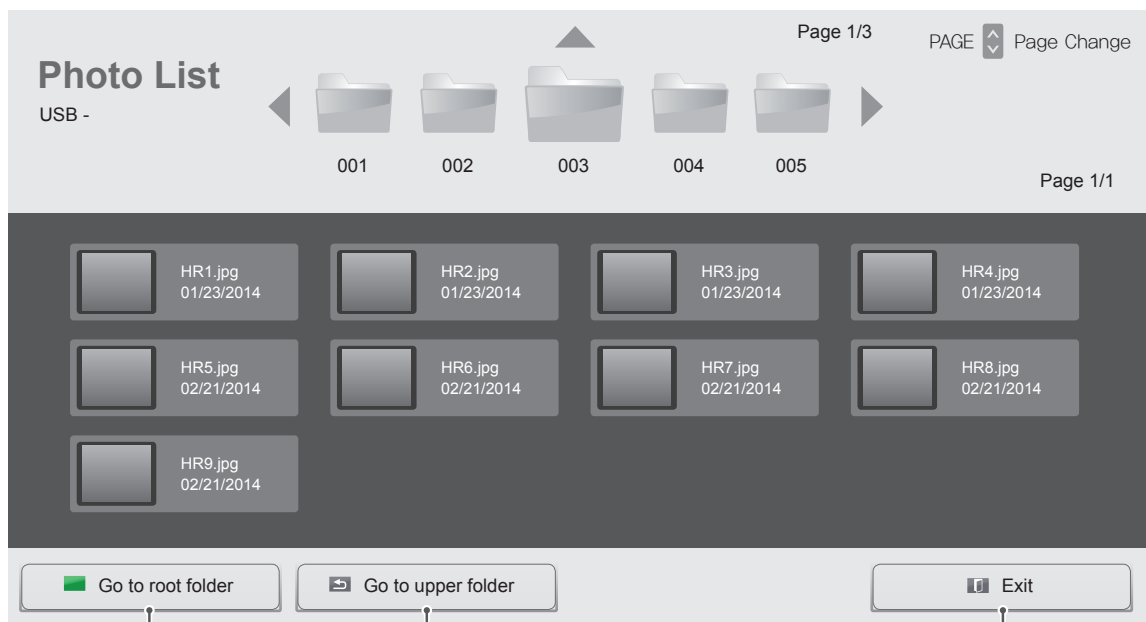 Page 1/3
PAGE Page Change
Photo List
USB -
001 002 003 004 005
Page 1/1
HR1.jpg
01/23/2014
HR2.jpg
01/23/2014
HR3.jpg
01/23/2014
HR4.jpg
01/23/2014
HR5.jpg
02/21/2014
HR6.jpg
02/21/2014
HR7.jpg
02/21/2014
HR8.jpg
02/21/2014
HR9.jpg
02/21/2014
Go to root folder
Go to upper folder
Exit